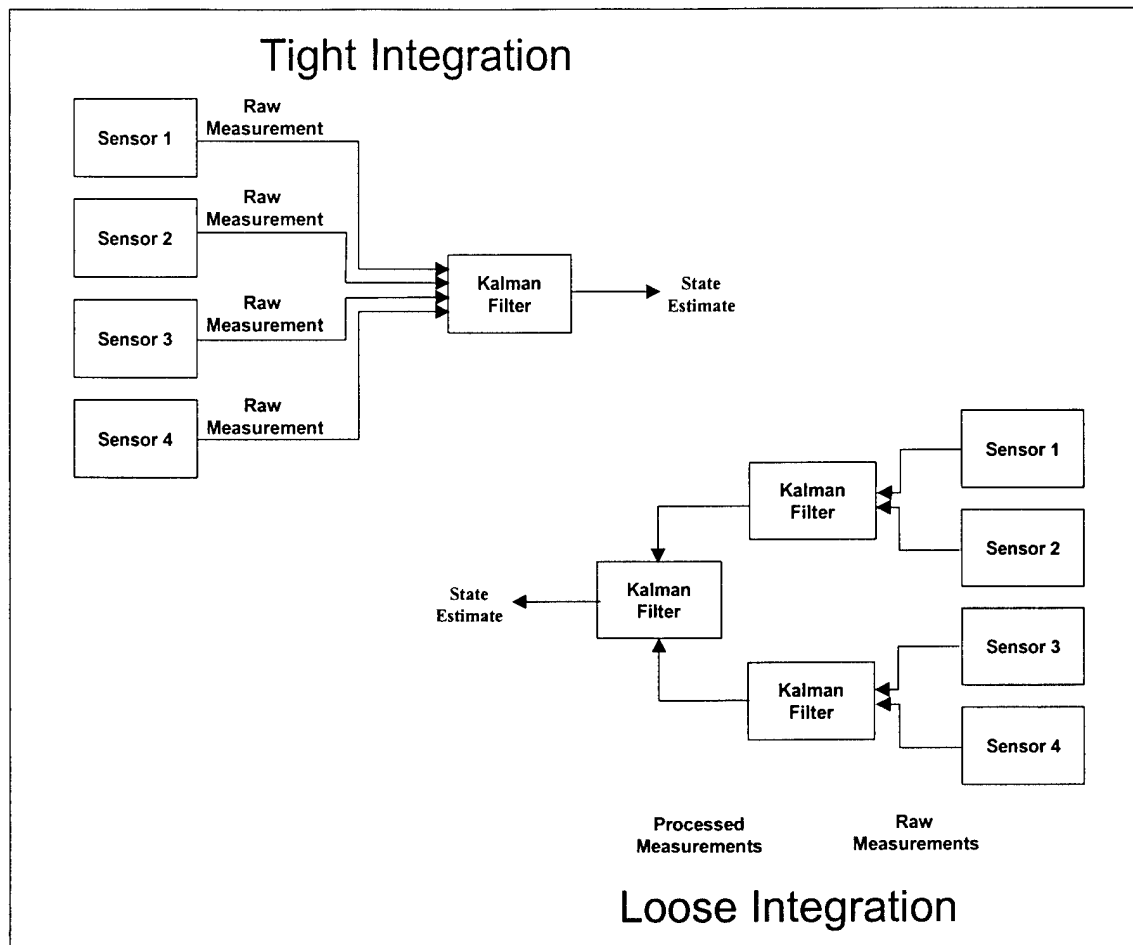 Tight Integration
Raw
Measurement
Sensor 1
Raw
Measurement
Sensor 2
Raw
Measurement
Sensor 3
Raw
Measurement
Sensor 4
Kalman
Filter
State
Estimate
Sensor 1
Kalman
Filter
Sensor 2
Kalman
Filter
State
Estimate
Sensor 3
Kalman
Filter
Sensor 4
Processed
Measurements
Raw
Measurements
Loose Integration